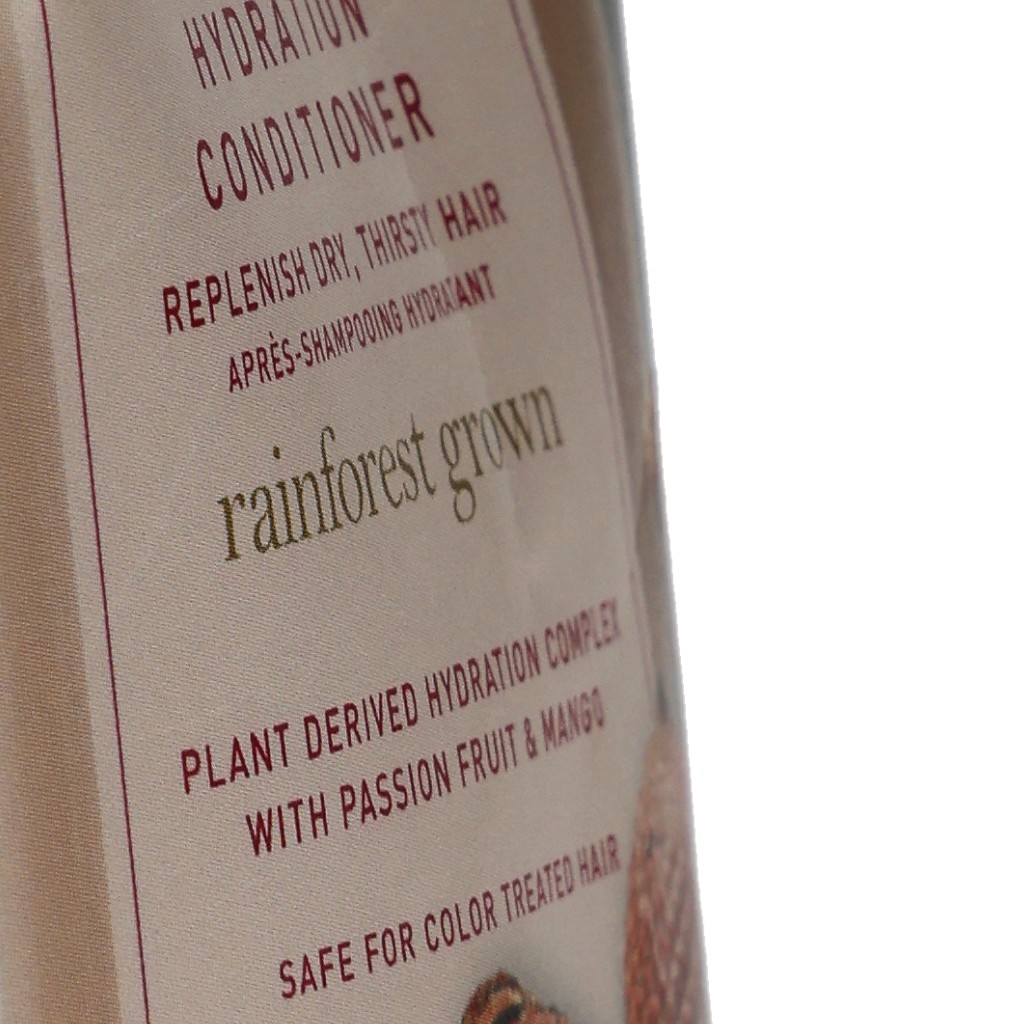 HYDRATION
CONDITIONER
REPLENISH DRY, THIRSTY HAIR
APRÈS-SHAMPOOING HYDRATANT
rainforest grown
PLANT DERIVED HYDRATION COMPLEX
WITH PASSION FRUIT & MANGO
SAFE FOR COLOR TREATED HAIR